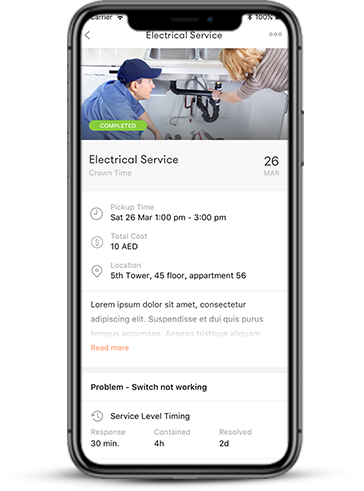 Carrier 100%
Electrical Service
COMPLETED
Electrical Service 26
Crown Time MAR
Pickup Time
Sat 26 Mar 1:00 pm - 3:00 pm
Total Cost
10 AED
Location
5th Tower, 45 floor, appartment 56
Lorem ipsum dolor sit amet, consectetur
adipiscing elit. Suspendisse et dui quis purus
tempus accumsan. Aenean tristique aliquam
Read more
Problem - Switch not working
Service Level Timing
Response Contained Resolved
30 min. 4h 2d